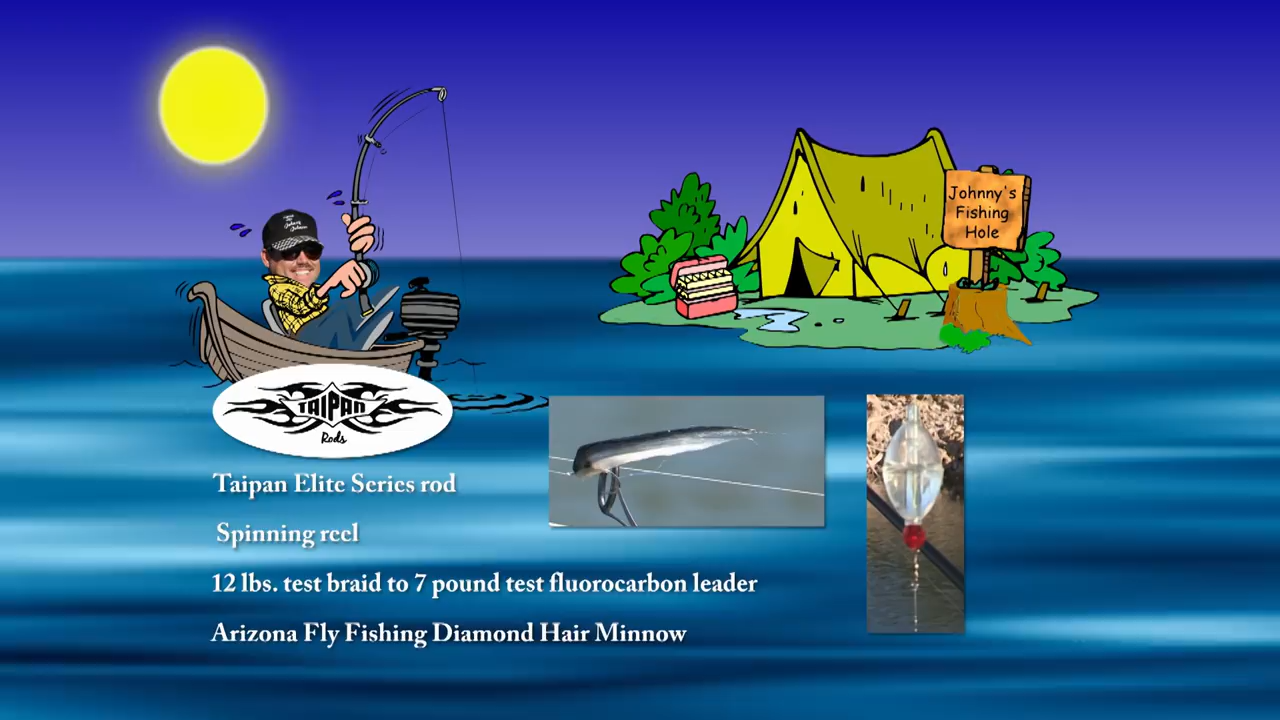 Johnny's
Fishing
Hole
TAIPAN
Rods
Taipan Elite Series rod
Spinning reel
12 lbs. test braid to 7 pound test fluorocarbon leader
Arizona Fly Fishing Diamond Hair Minnow